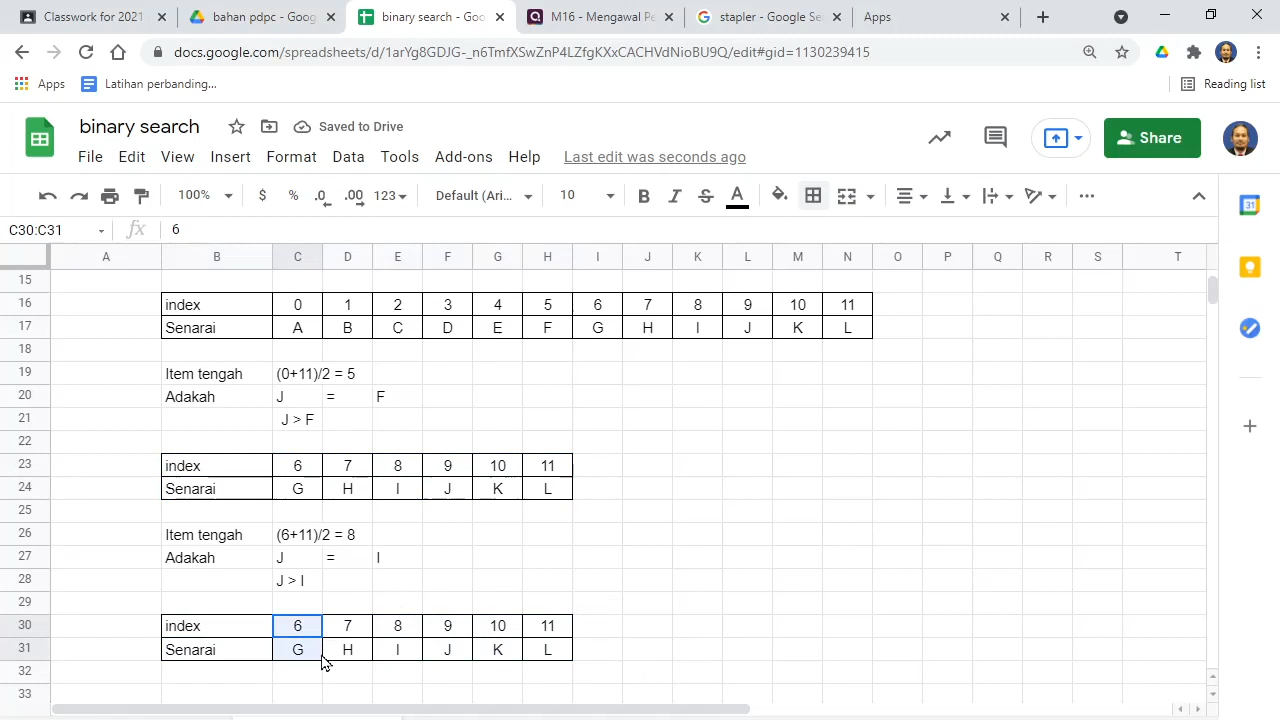 Classwork for 2021
bahan pdpc - Goog
binary search - Goo
M16 - Mengawal Pe
stapler - Google Se
Apps
docs.google.com/spreadsheets/d/1arYg8GDJG-_n6TmfXSwZnP4LZfgKXxCACHVdNioBU9Q/edit#gid=1130239415
Apps
Latihan perbanding...
Reading list
binary search
Saved to Drive
File Edit View Insert Format Data Tools Add-ons Help Last edit was seconds ago
Share
100% $ % .0 .00 123 Default (Ari... 10 B I S A
31
C30:C31 fx 6
A B C D E F G H I J K L M N O P Q R S T
15
16 index 0 1 2 3 4 5 6 7 8 9 10 11
17 Senarai A B C D E F G H I J K L
18
19 Item tengah (0+11)/2 = 5
20 Adakah J = F
21 J > F
22
23 index 6 7 8 9 10 11
24 Senarai G H I J K L
25
26 Item tengah (6+11)/2 = 8
27 Adakah J = I
28 J > I
29
30 index 6 7 8 9 10 11
31 Senarai G H I J K L
32
33